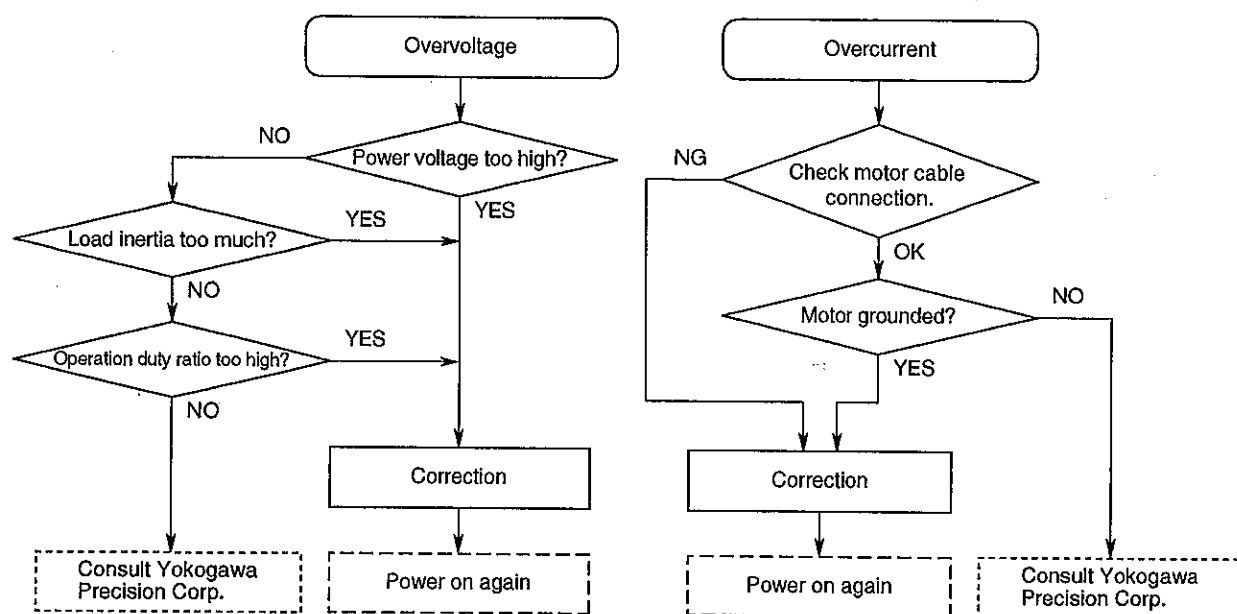 Overvoltage
NO
Power voltage too high?
YES
Load inertia too much?
YES
NO
Operation duty ratio too high?
YES
NO
Correction
Consult Yokogawa
Precision Corp.
Power on again
Overcurrent
NG
Check motor cable
connection.
OK
Motor grounded?
NO
YES
Correction
Power on again
Consult Yokogawa
Precision Corp.